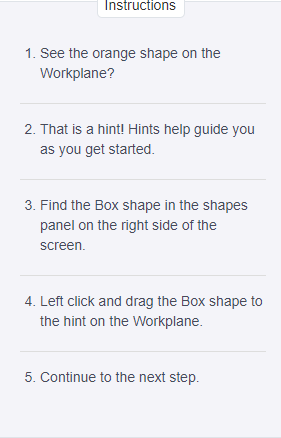 Instructions
1. See the orange shape on the
Workplane?
2. That is a hint! Hints help guide you
as you get started.
3. Find the Box shape in the shapes
panel on the right side of the
screen.
4. Left click and drag the Box shape to
the hint on the Workplane.
5. Continue to the next step.